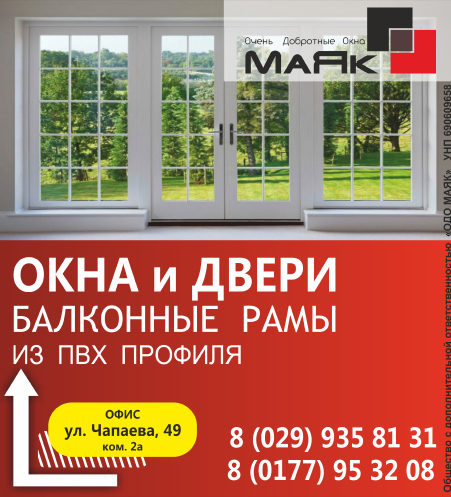 Очень Добротные Окна
МАЯК
ОКНА и ДВЕРИ
БАЛКОННЫЕ РАМЫ
ИЗ ПВХ ПРОФИЛЯ
ОФИС
ул. Чапаева, 49
ком. 2а
8 (029) 935 81 31
8 (0177) 95 32 08
Общество с дополнительной ответственностью «ОДО МАЯК» УНП 690609658